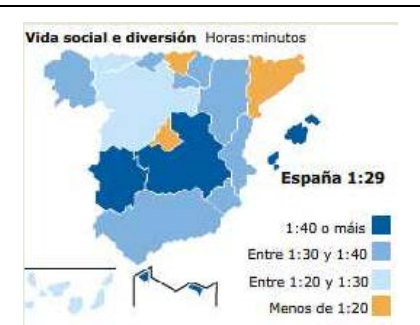 Vida social e diversión Horas:minutos
España 1:29
1:40 o máis
Entre 1:30 y 1:40
Entre 1:20 y 1:30
Menos de 1:20